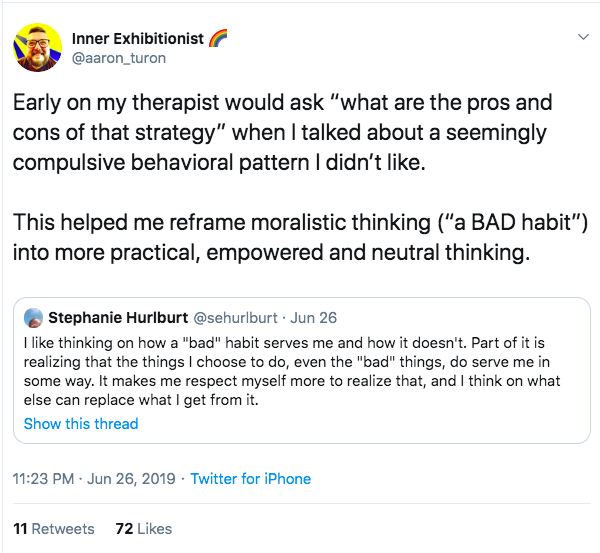 Inner Exhibitionist 🌈
@aaron_turon
Early on my therapist would ask “what are the pros and
cons of that strategy” when I talked about a seemingly
compulsive behavioral pattern I didn’t like.
This helped me reframe moralistic thinking (“a BAD habit”)
into more practical, empowered and neutral thinking.
Stephanie Hurlburt @sehurlburt · Jun 26
I like thinking on how a "bad" habit serves me and how it doesn't. Part of it is
realizing that the things I choose to do, even the "bad" things, do serve me in
some way. It makes me respect myself more to realize that, and I think on what
else can replace what I get from it.
Show this thread
11:23 PM · Jun 26, 2019 · Twitter for iPhone
11 Retweets 72 Likes